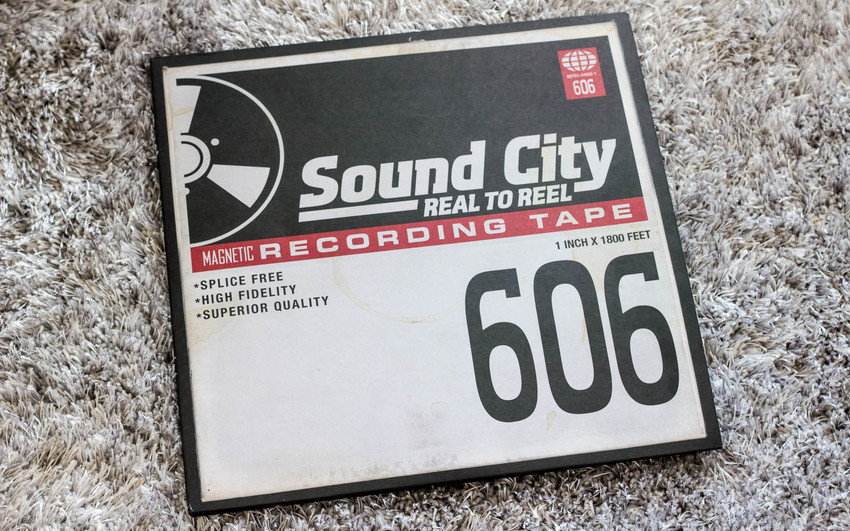 606
Sound City
REAL TO REEL
MAGNETIC RECORDING TAPE
1 INCH X 1800 FEET
*SPLICE FREE
*HIGH FIDELITY
*SUPERIOR QUALITY
606